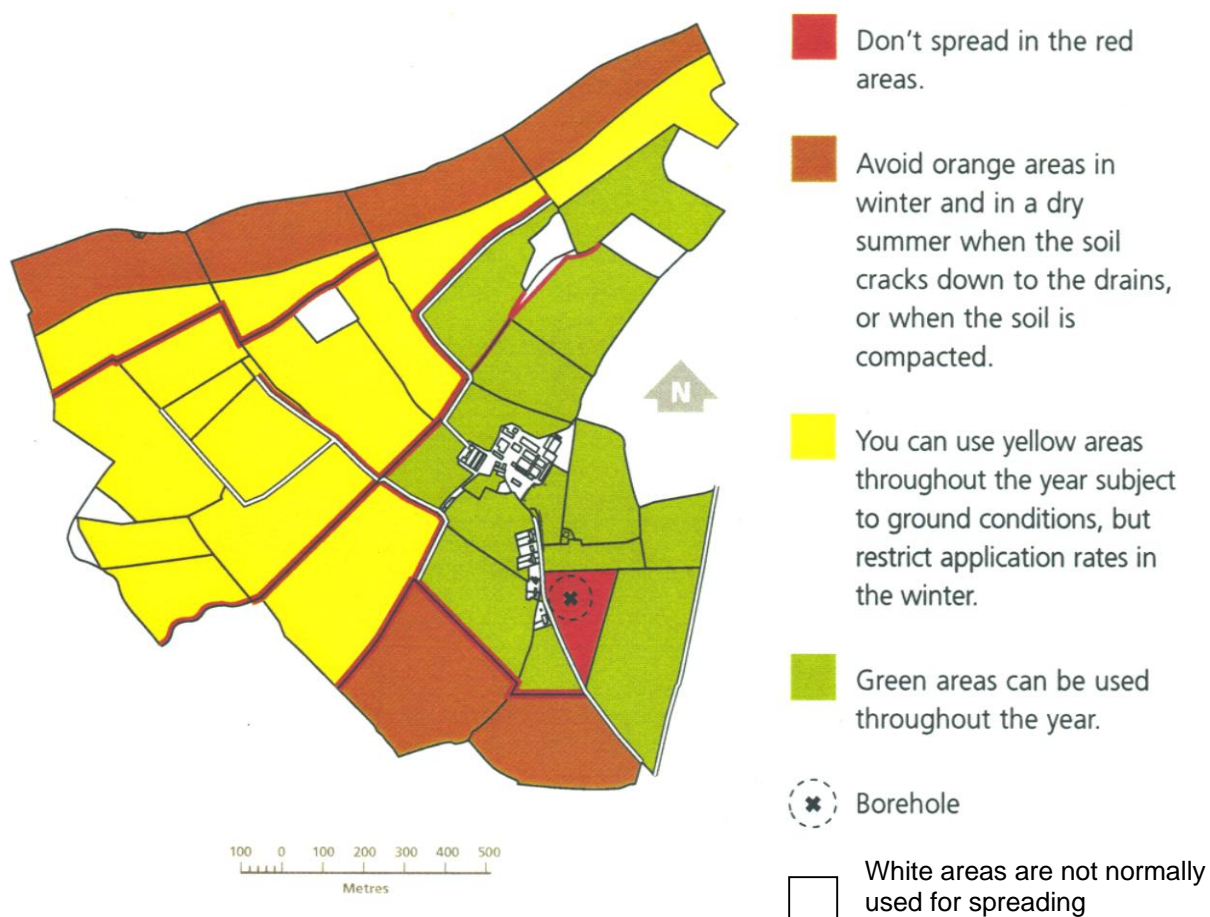 Don't spread in the red
areas.
Avoid orange areas in
winter and in a dry
summer when the soil
cracks down to the drains,
or when the soil is
compacted.
N
You can use yellow areas
throughout the year subject
to ground conditions, but
restrict application rates in
the winter.
Green areas can be used
throughout the year.
Borehole
White areas are not normally
used for spreading
100 0 100 200 300 400 500
Metres